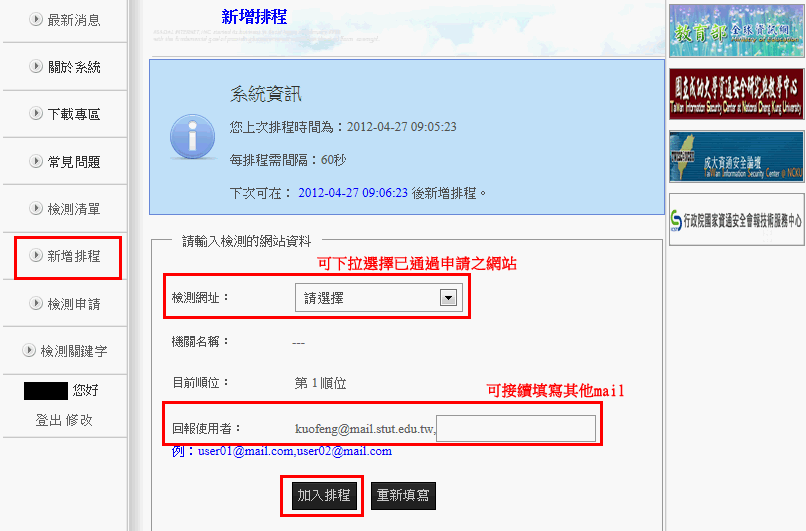 最新消息
關於系統
下載專區
常見問題
檢測清單
新增排程
檢測申請
檢測關鍵字
您好
登出 修改
新增排程
系統資訊
您上次排程時間為：2012-04-27 09:05:23
每排程需間隔：60秒
下次可在： 2012-04-27 09:06:23 後新增排程。
請輸入檢測的網站資料
可下拉選擇已通過申請之網站
檢測網址： 請選擇
機關名稱： ---
目前順位： 第 1 順位
可接續填寫其他mail
回報使用者： kuofeng@mail.stut.edu.tw,
例：user01@mail.com,user02@mail.com
加入排程 重新填寫
教育部 全球資訊網
Ministry of Education
國立成功大學資通安全研究與教學中心
TaiWan Information Security Center at National Cheng Kung University
成大資通安全論壇
TaiWan Information Security Center @ NCKU
行政院國家資通安全會報技術服務中心